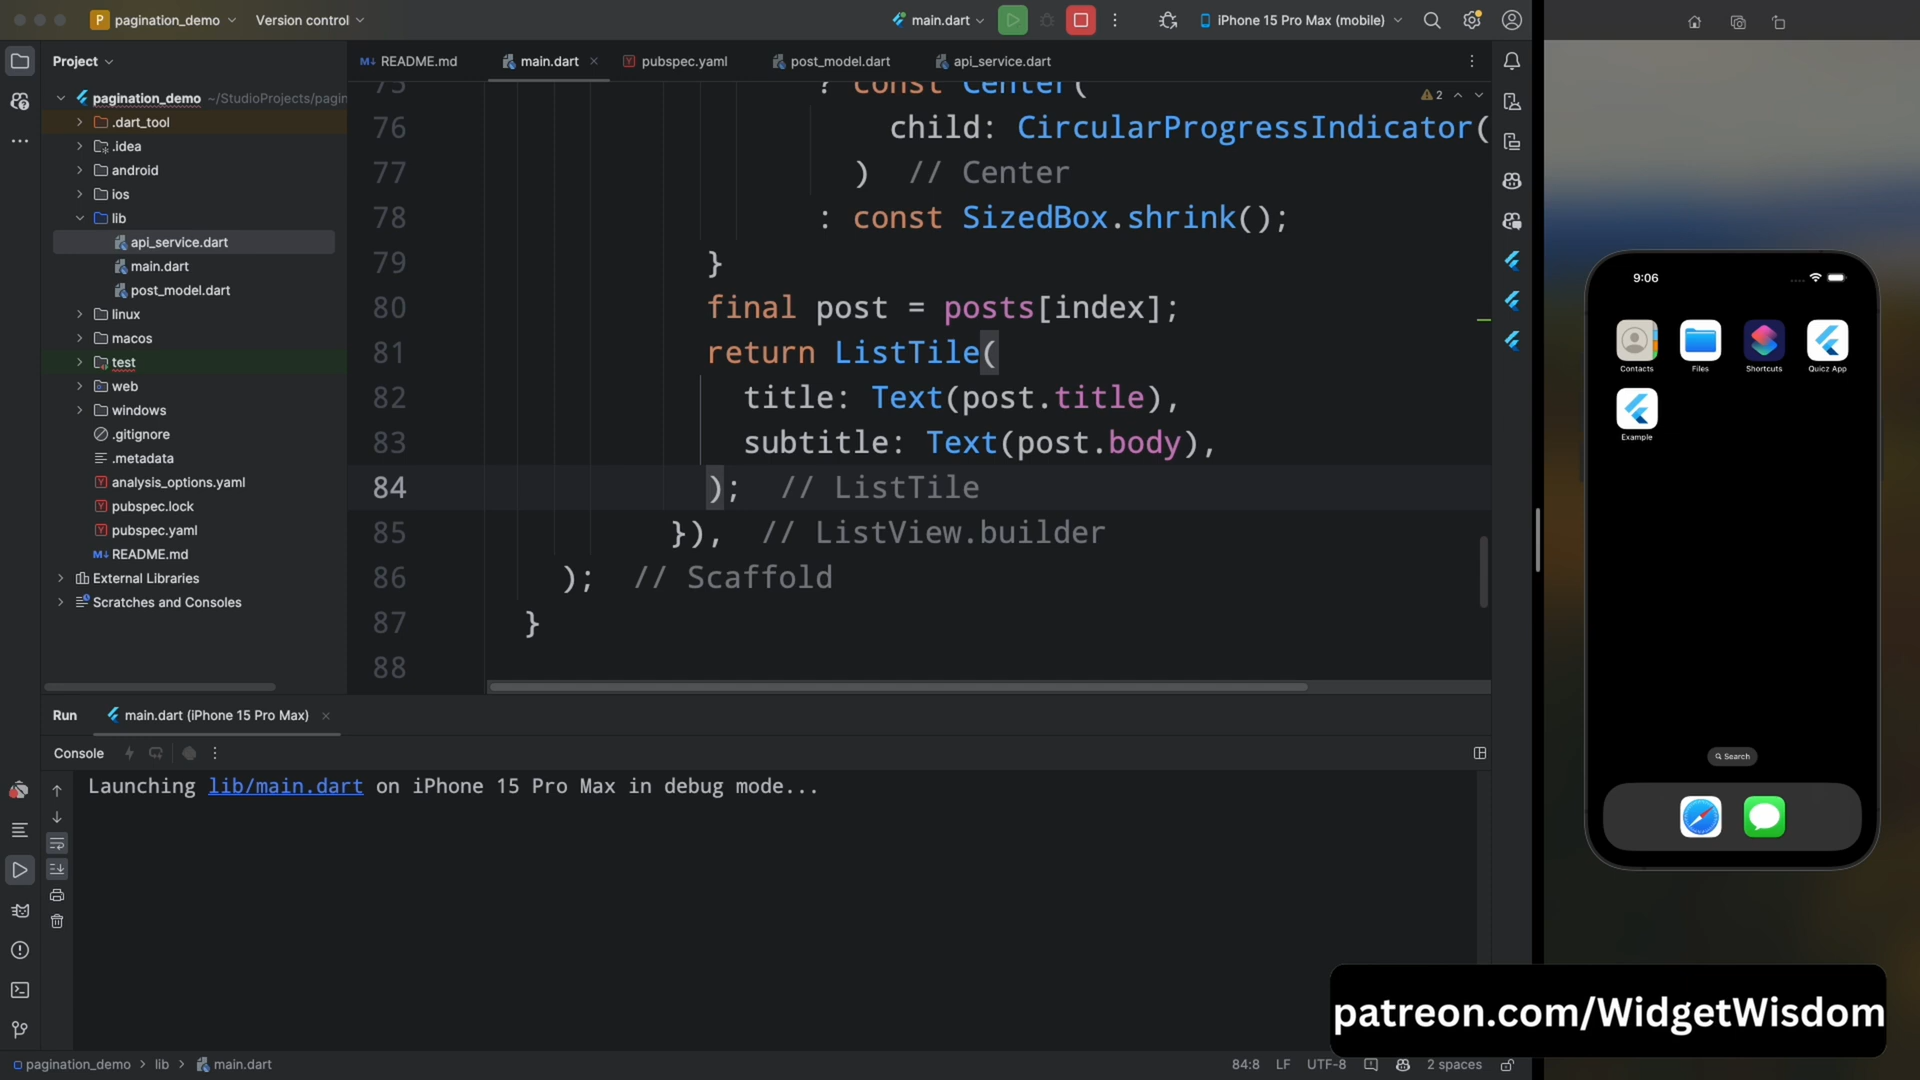 P pagination_demo
Version control
main.dart
iPhone 15 Pro Max (mobile)
Project
README.md
main.dart
pubspec.yaml
post_model.dart
api_service.dart
pagination_demo ~/StudioProjects/pagin
.dart_tool
.idea
android
ios
lib
api_service.dart
main.dart
post_model.dart
linux
macos
test
web
windows
.gitignore
.metadata
analysis_options.yaml
pubspec.lock
pubspec.yaml
README.md
External Libraries
Scratches and Consoles
2
75 ? const Center(
76 child: CircularProgressIndicator(
77 ) // Center
78 : const SizedBox.shrink();
79 }
80 final post = posts[index];
81 return ListTile(
82 title: Text(post.title),
83 subtitle: Text(post.body),
84 ); // ListTile
85 }), // ListView.builder
86 ); // Scaffold
87 }
88
Run
main.dart (iPhone 15 Pro Max)
Console
Launching lib/main.dart on iPhone 15 Pro Max in debug mode...
9:06
Contacts
Files
Shortcuts
Quicz App
Example
Search
patreon.com/WidgetWisdom
pagination_demo > lib > main.dart
84:8 LF UTF-8 2 spaces